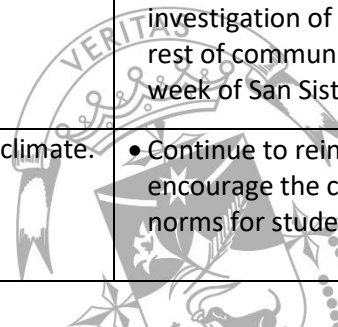 investigation of
rest of commun
week of San Sist
climate.
• Continue to rein
encourage the c
norms for stude
VERITAS